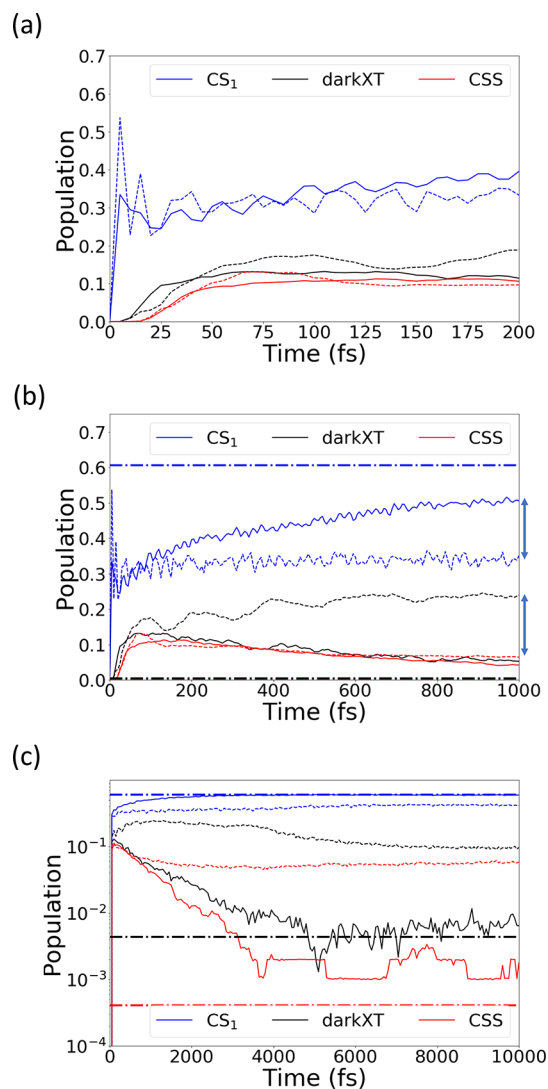 (a)
0.7
0.6
0.5
0.4
0.3
0.2
0.1
0.0
Population
CS₁ darkXT CSS
0 25 50 75 100 125 150 175 200
Time (fs)
(b)
0.7
0.6
0.5
0.4
0.3
0.2
0.1
0.0
Population
CS₁ darkXT CSS
0 200 400 600 800 1000
Time (fs)
(c)
10⁻¹
10⁻²
10⁻³
10⁻⁴
Population
CS₁ darkXT CSS
0 2000 4000 6000 8000 10000
Time (fs)